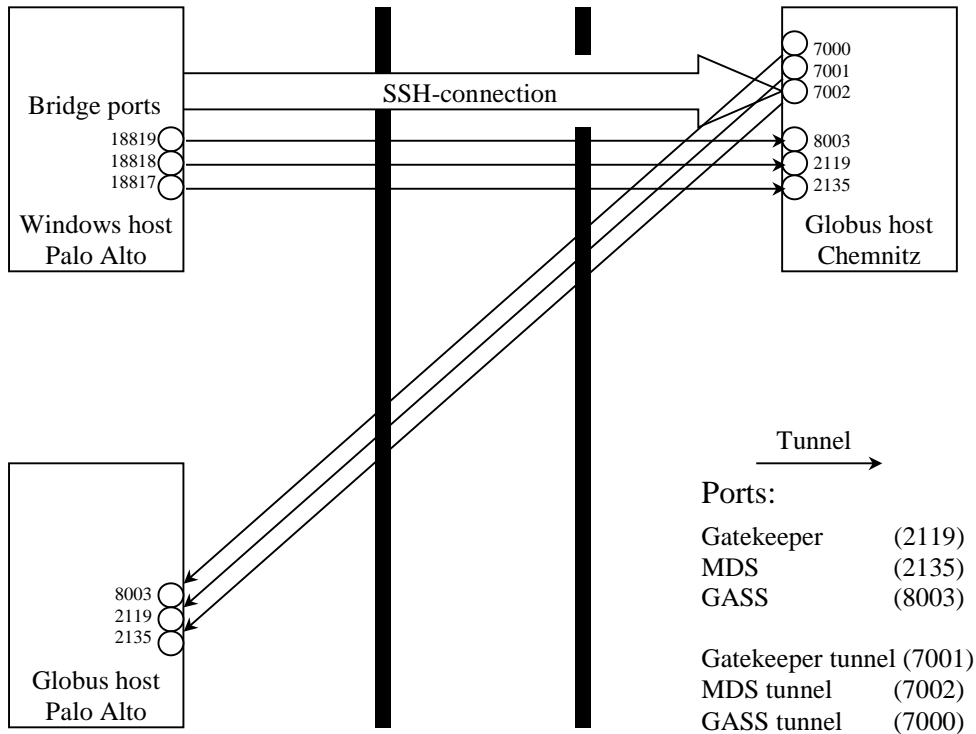 7000
7001
7002
SSH-connection
Bridge ports
18819
18818
18817
8003
2119
2135
Windows host
Palo Alto
Globus host
Chemnitz
Tunnel
Ports:
Gatekeeper (2119)
MDS (2135)
GASS (8003)
Gatekeeper tunnel (7001)
MDS tunnel (7002)
GASS tunnel (7000)
8003
2119
2135
Globus host
Palo Alto